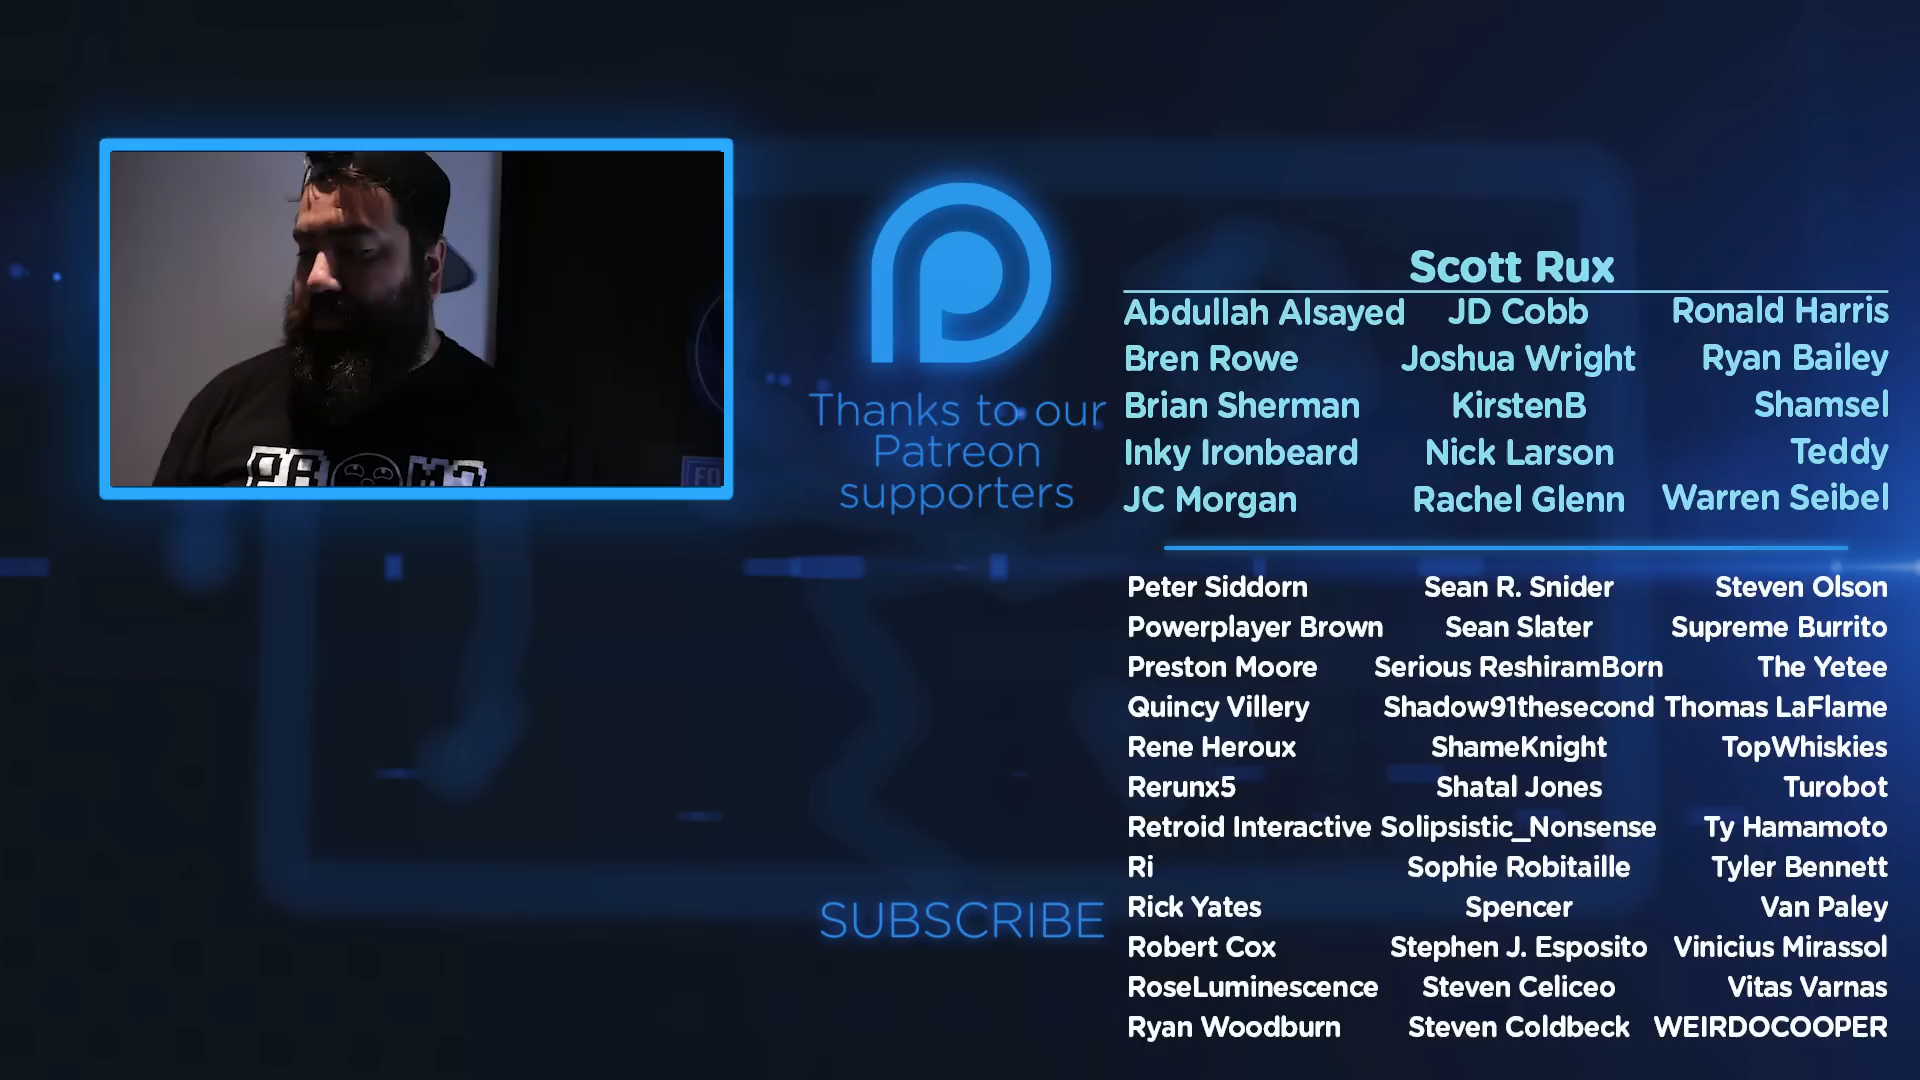 Scott Rux
Abdullah Alsayed JD Cobb Ronald Harris
Bren Rowe Joshua Wright Ryan Bailey
Brian Sherman KirstenB Shamsel
Inky Ironbeard Nick Larson Teddy
JC Morgan Rachel Glenn Warren Seibel
Thanks to our
Patreon
supporters
Peter Siddorn Sean R. Snider Steven Olson
Powerplayer Brown Sean Slater Supreme Burrito
Preston Moore Serious ReshiramBorn The Yetee
Quincy Villery Shadow91thesecond Thomas LaFlame
Rene Heroux ShameKnight TopWhiskies
Rerunx5 Shatal Jones Turobot
Retroid Interactive Solipsistic_Nonsense Ty Hamamoto
Ri Sophie Robitaille Tyler Bennett
Rick Yates Spencer Van Paley
Robert Cox Stephen J. Esposito Vinicius Mirassol
RoseLuminescence Steven Celiceo Vitas Varnas
Ryan Woodburn Steven Coldbeck WEIRDOCOOPER
SUBSCRIBE